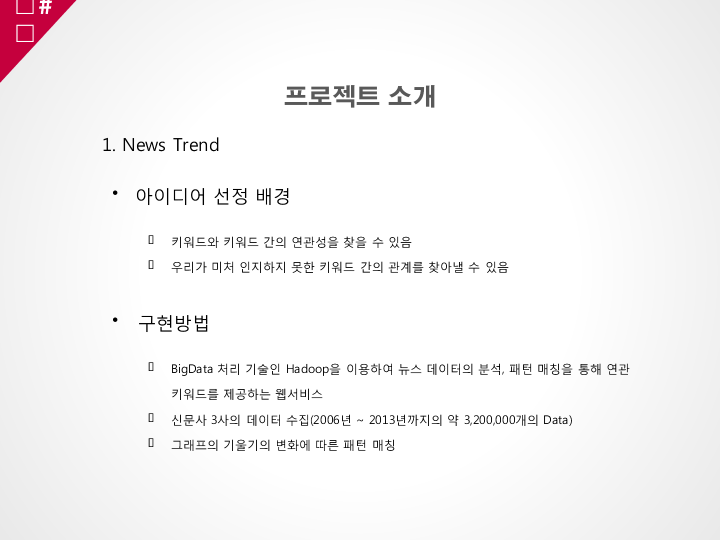 #
프로젝트 소개
1. News Trend
• 아이디어 선정 배경
키워드와 키워드 간의 연관성을 찾을 수 있음
우리가 미처 인지하지 못한 키워드 간의 관계를 찾아낼 수 있음
• 구현방법
BigData 처리 기술인 Hadoop을 이용하여 뉴스 데이터의 분석, 패턴 매칭을 통해 연관
키워드를 제공하는 웹서비스
신문사 3사의 데이터 수집(2006년 ~ 2013년까지의 약 3,200,000개의 Data)
그래프의 기울기의 변화에 따른 패턴 매칭